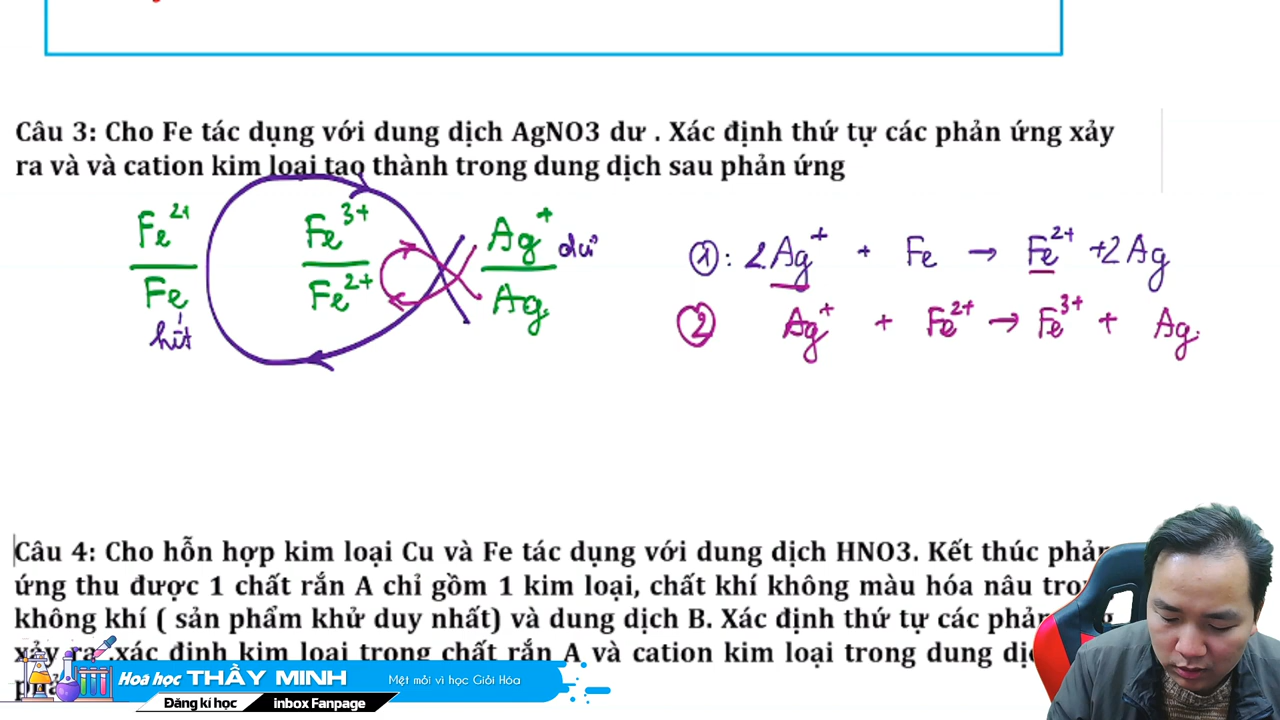 Câu 3: Cho Fe tác dụng với dung dịch AgNO3 dư . Xác định thứ tự các phản ứng xảy
ra và và cation kim loại tạo thành trong dung dịch sau phản ứng
Fe2+ Fe3+ Ag+ dư
Fe Fe2+ Ag
hết
1: 2Ag+ + Fe → Fe2+ + 2Ag
2 Ag+ + Fe2+ → Fe3+ + Ag.
Câu 4: Cho hỗn hợp kim loại Cu và Fe tác dụng với dung dịch HNO3. Kết thúc phản
ứng thu được 1 chất rắn A chỉ gồm 1 kim loại, chất khí không màu hóa nâu
không khí ( sản phẩm khử duy nhất) và dung dịch B. Xác định thứ tự các phản
xảy ra ,xác định kim loại trong chất rắn A và cation kim loại trong dung
Hoá học THẦY MINH
Mệt mỏi vì học Giỏi Hóa
Đăng kí học inbox Fanpage